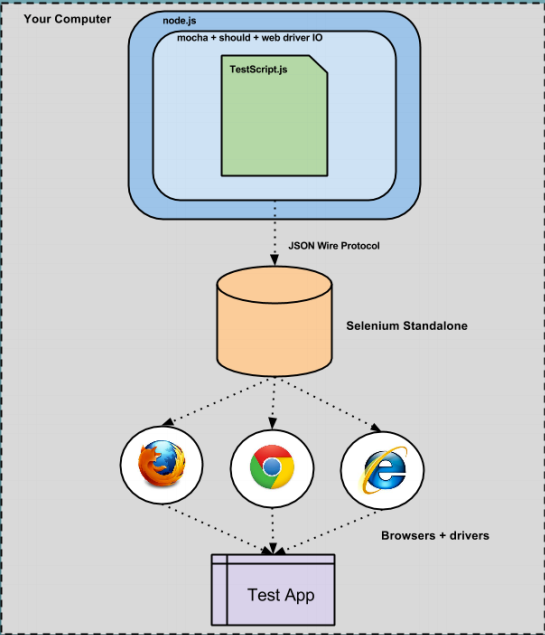 Your Computer
node.js
mocha + should + web driver IO
TestScript.js
JSON Wire Protocol
Selenium Standalone
Browsers + drivers
Test App